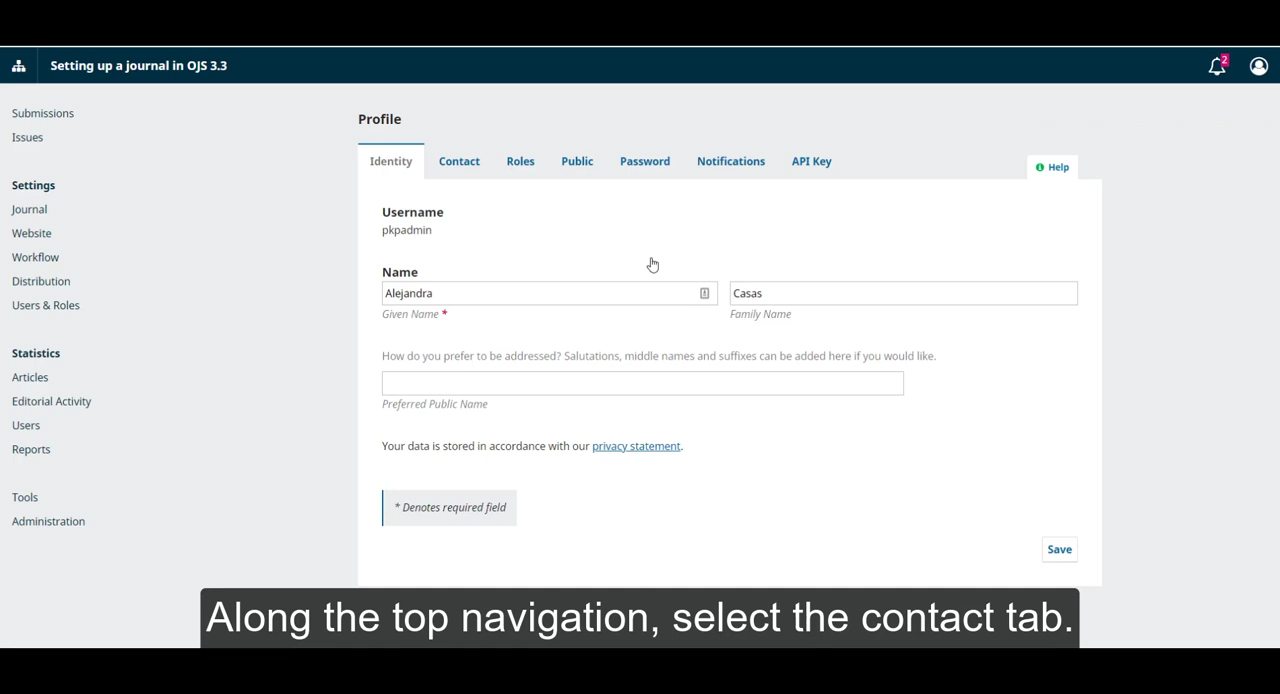 Setting up a journal in OJS 3.3
2
Submissions
Issues
Settings
Journal
Website
Workflow
Distribution
Users & Roles
Statistics
Articles
Editorial Activity
Users
Reports
Tools
Administration
Profile
Identity Contact Roles Public Password Notifications API Key
Help
Username
pkpadmin
Name
Alejandra Casas
Given Name * Family Name
How do you prefer to be addressed? Salutations, middle names and suffixes can be added here if you would like.
Preferred Public Name
Your data is stored in accordance with our privacy statement.
* Denotes required field
Save
Along the top navigation, select the contact tab.